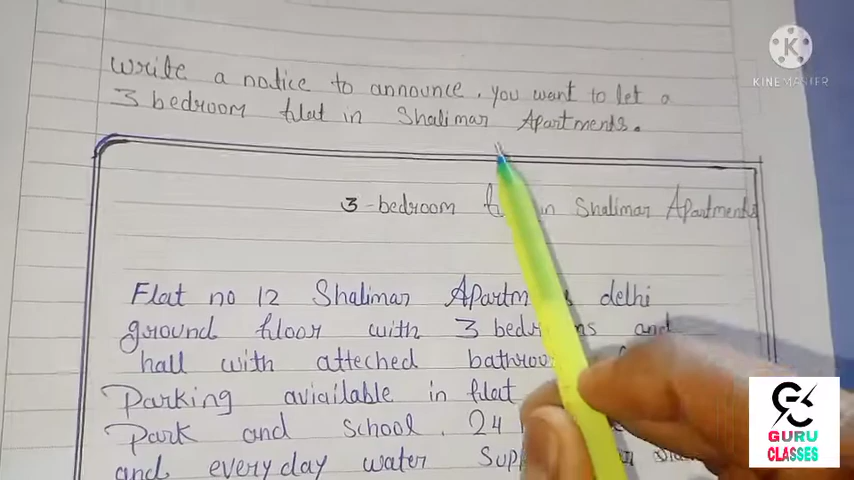 Write a notice to announce. you want to let a
3 bedroom flat in Shalimar Apartments.
3-bedroom in Shalimar Apartments
Flat no 12 Shalimar delhi
ground floor with 3 and
hall with atteched
Parking aviailable in flat
Park and school. 24
and everyday water
K
KINEMASTER
GURU
CLASSES